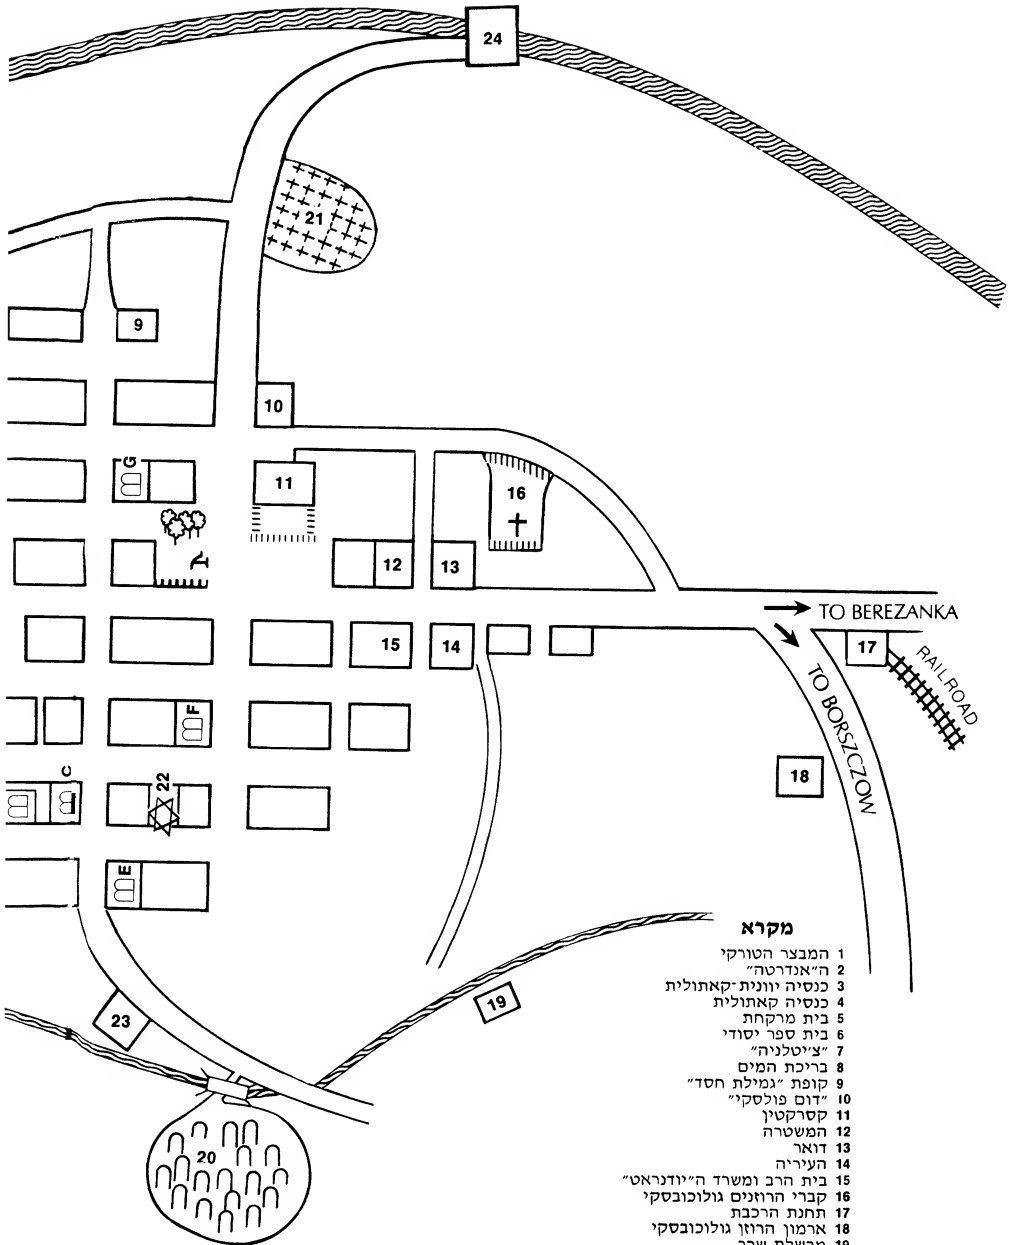 24
21
9
10
G
11
16
12
13
TO BEREZANKA
15
14
17
RAILROAD
F
TO BORSZCZOW
C
22
18
E
מקרא
1 המבצר הטורקי
2 ה״אנדרטה״
3 כנסיה יוונית־קאתולית
4 כנסיה קאתולית
5 בית מרקחת
6 בית ספר יסודי
7 ״צ׳יטלניה״
8 בריכת המים
9 קופת ״גמילת חסד״
10 ״דום פולסקי״
11 קסרקטין
12 המשטרה
13 דואר
14 העיריה
15 בית הרב ומשרד ה״יודנראט״
16 קברי הרוזנים גולוכובסקי
17 תחנת הרכבת
18 ארמון הרוזן גולוכובסקי
19
19
23
20